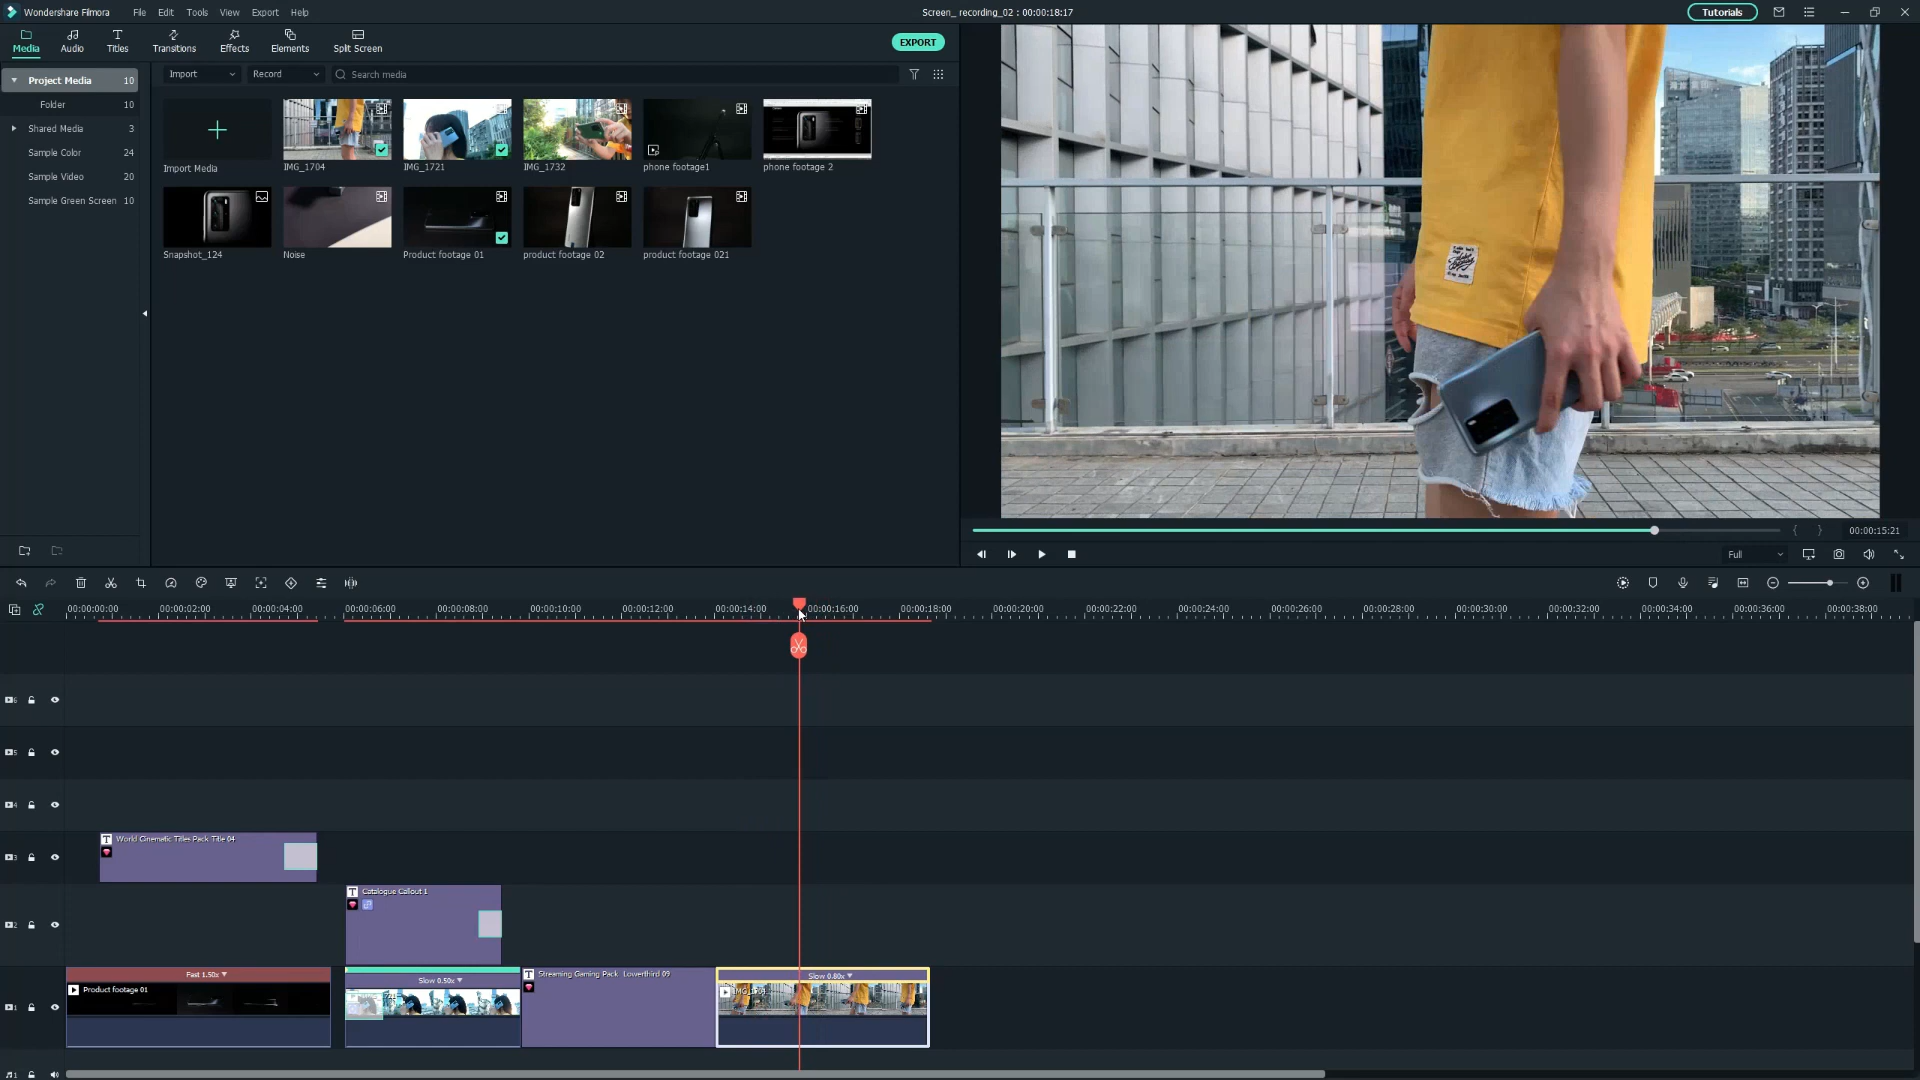 Wondershare Filmora File Edit Tools View Export Help Screen_ recording_02 : 00:00:18:17 Tutorials
Media Audio Titles Transitions Effects Elements Split Screen EXPORT
Project Media 10
Folder 10
Shared Media 3
Sample Color 24
Sample Video 20
Sample Green Screen 10
Import Record Search media
Import Media IMG_1704 IMG_1721 IMG_1732 phone footage1 phone footage 2
Snapshot_124 Noise Product footage 01 product footage 02 product footage 021
{ } 00:00:15:21
Full
00:00:00:00 00:00:02:00 00:00:04:00 00:00:06:00 00:00:08:00 00:00:10:00 00:00:12:00 00:00:14:00 00:00:16:00 00:00:18:00 00:00:20:00 00:00:22:00 00:00:24:00 00:00:26:00 00:00:28:00 00:00:30:00 00:00:32:00 00:00:34:00 00:00:36:00 00:00:38:00
6
5
4
3 T World Cinematic Titles Pack Title 04
2 T Catalogue Callout 1
1 Fast 1.50x Slow 0.50x T Streaming Gaming Pack Lowerthird 09 Slow 0.80x
Product footage 01
1